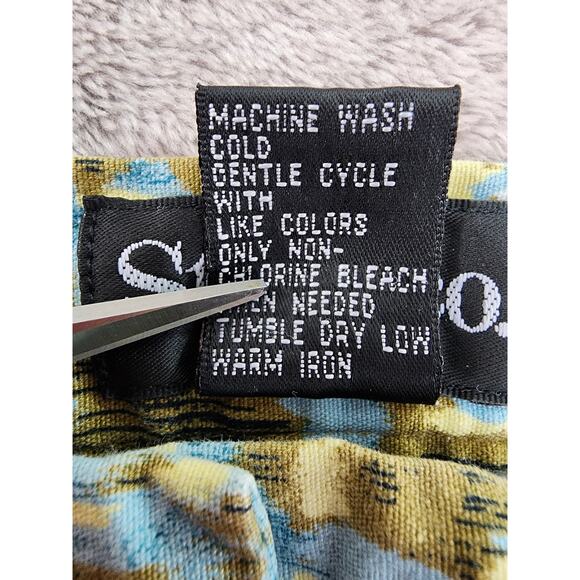 MACHINE WASH
COLD
GENTLE CYCLE
WITH
LIKE COLORS
ONLY NON-
CHLORINE BLEACH
WHEN NEEDED
TUMBLE DRY LOW
WARM IRON
co.